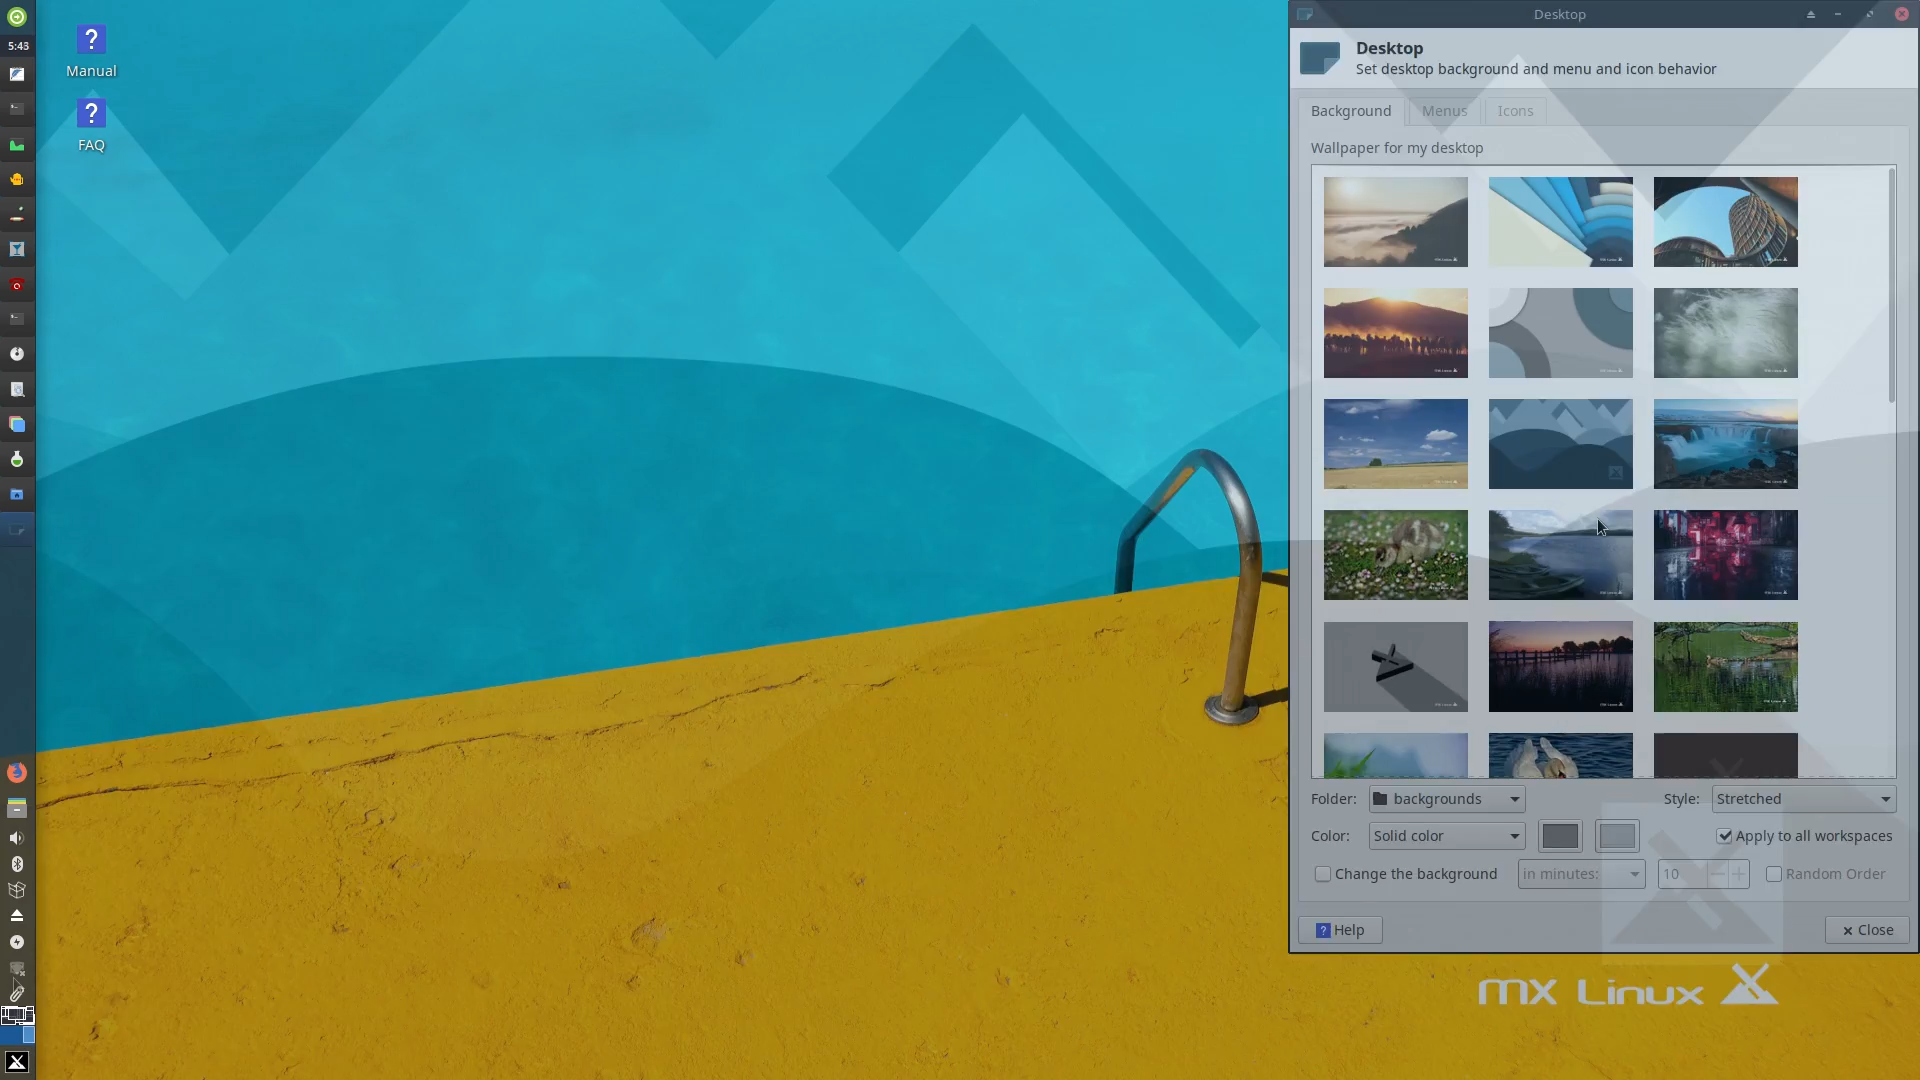 5:43
Manual
FAQ
Desktop
Desktop
Set desktop background and menu and icon behavior
Background
Menus
Icons
Wallpaper for my desktop
Folder:
backgrounds
Style:
Stretched
Color:
Solid color
Apply to all workspaces
Change the background
in minutes:
10
Random Order
Help
Close
mx Linux